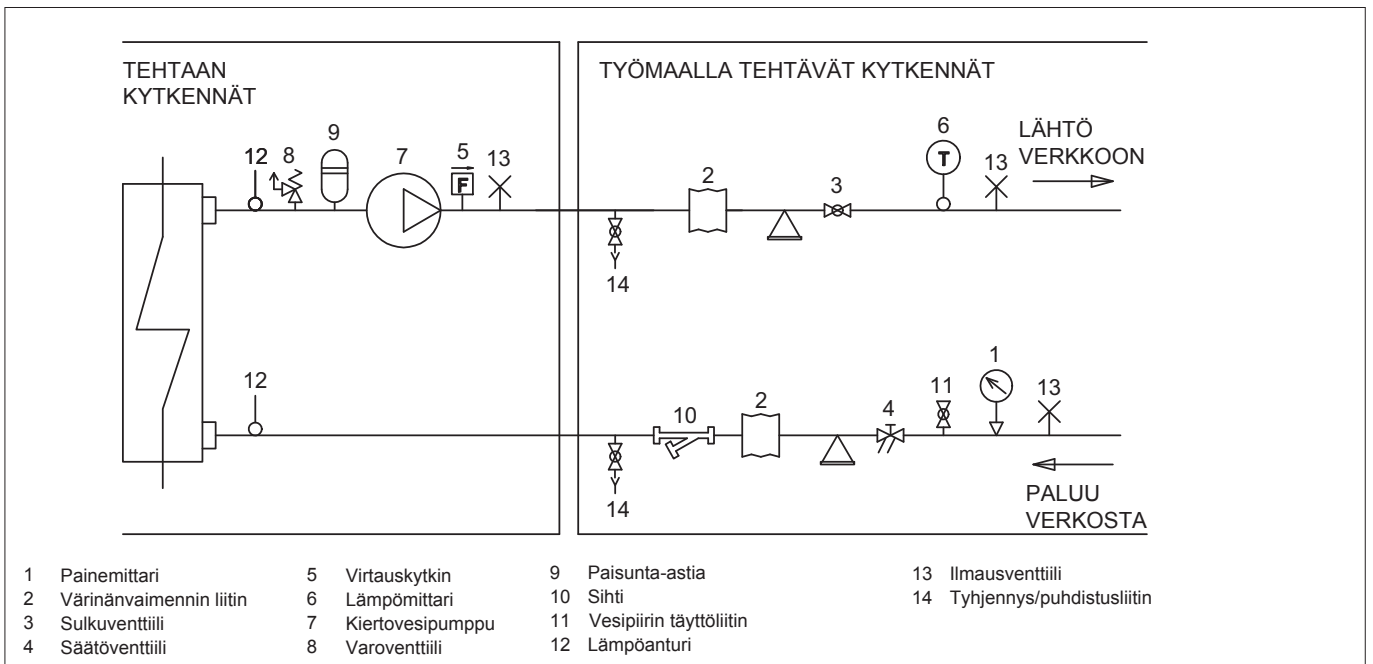 TEHTAAN
KYTKENNÄT
TYÖMAALLA TEHTÄVÄT KYTKENNÄT
9
12 8
7
5
13
2
3
6
T
13
LÄHTÖ
VERKKOON
F
14
12
10
2
4
11
1
13
14
PALUU
VERKOSTA
1 Painemittari
2 Värinänvaimennin liitin
3 Sulkuventtiili
4 Säätöventtiili
5 Virtauskytkin
6 Lämpömittari
7 Kiertovesipumppu
8 Varoventtiili
9 Paisunta-astia
10 Sihti
11 Vesipiirin täyttöliitin
12 Lämpöanturi
13 Ilmausventtiili
14 Tyhjennys/puhdistusliitin